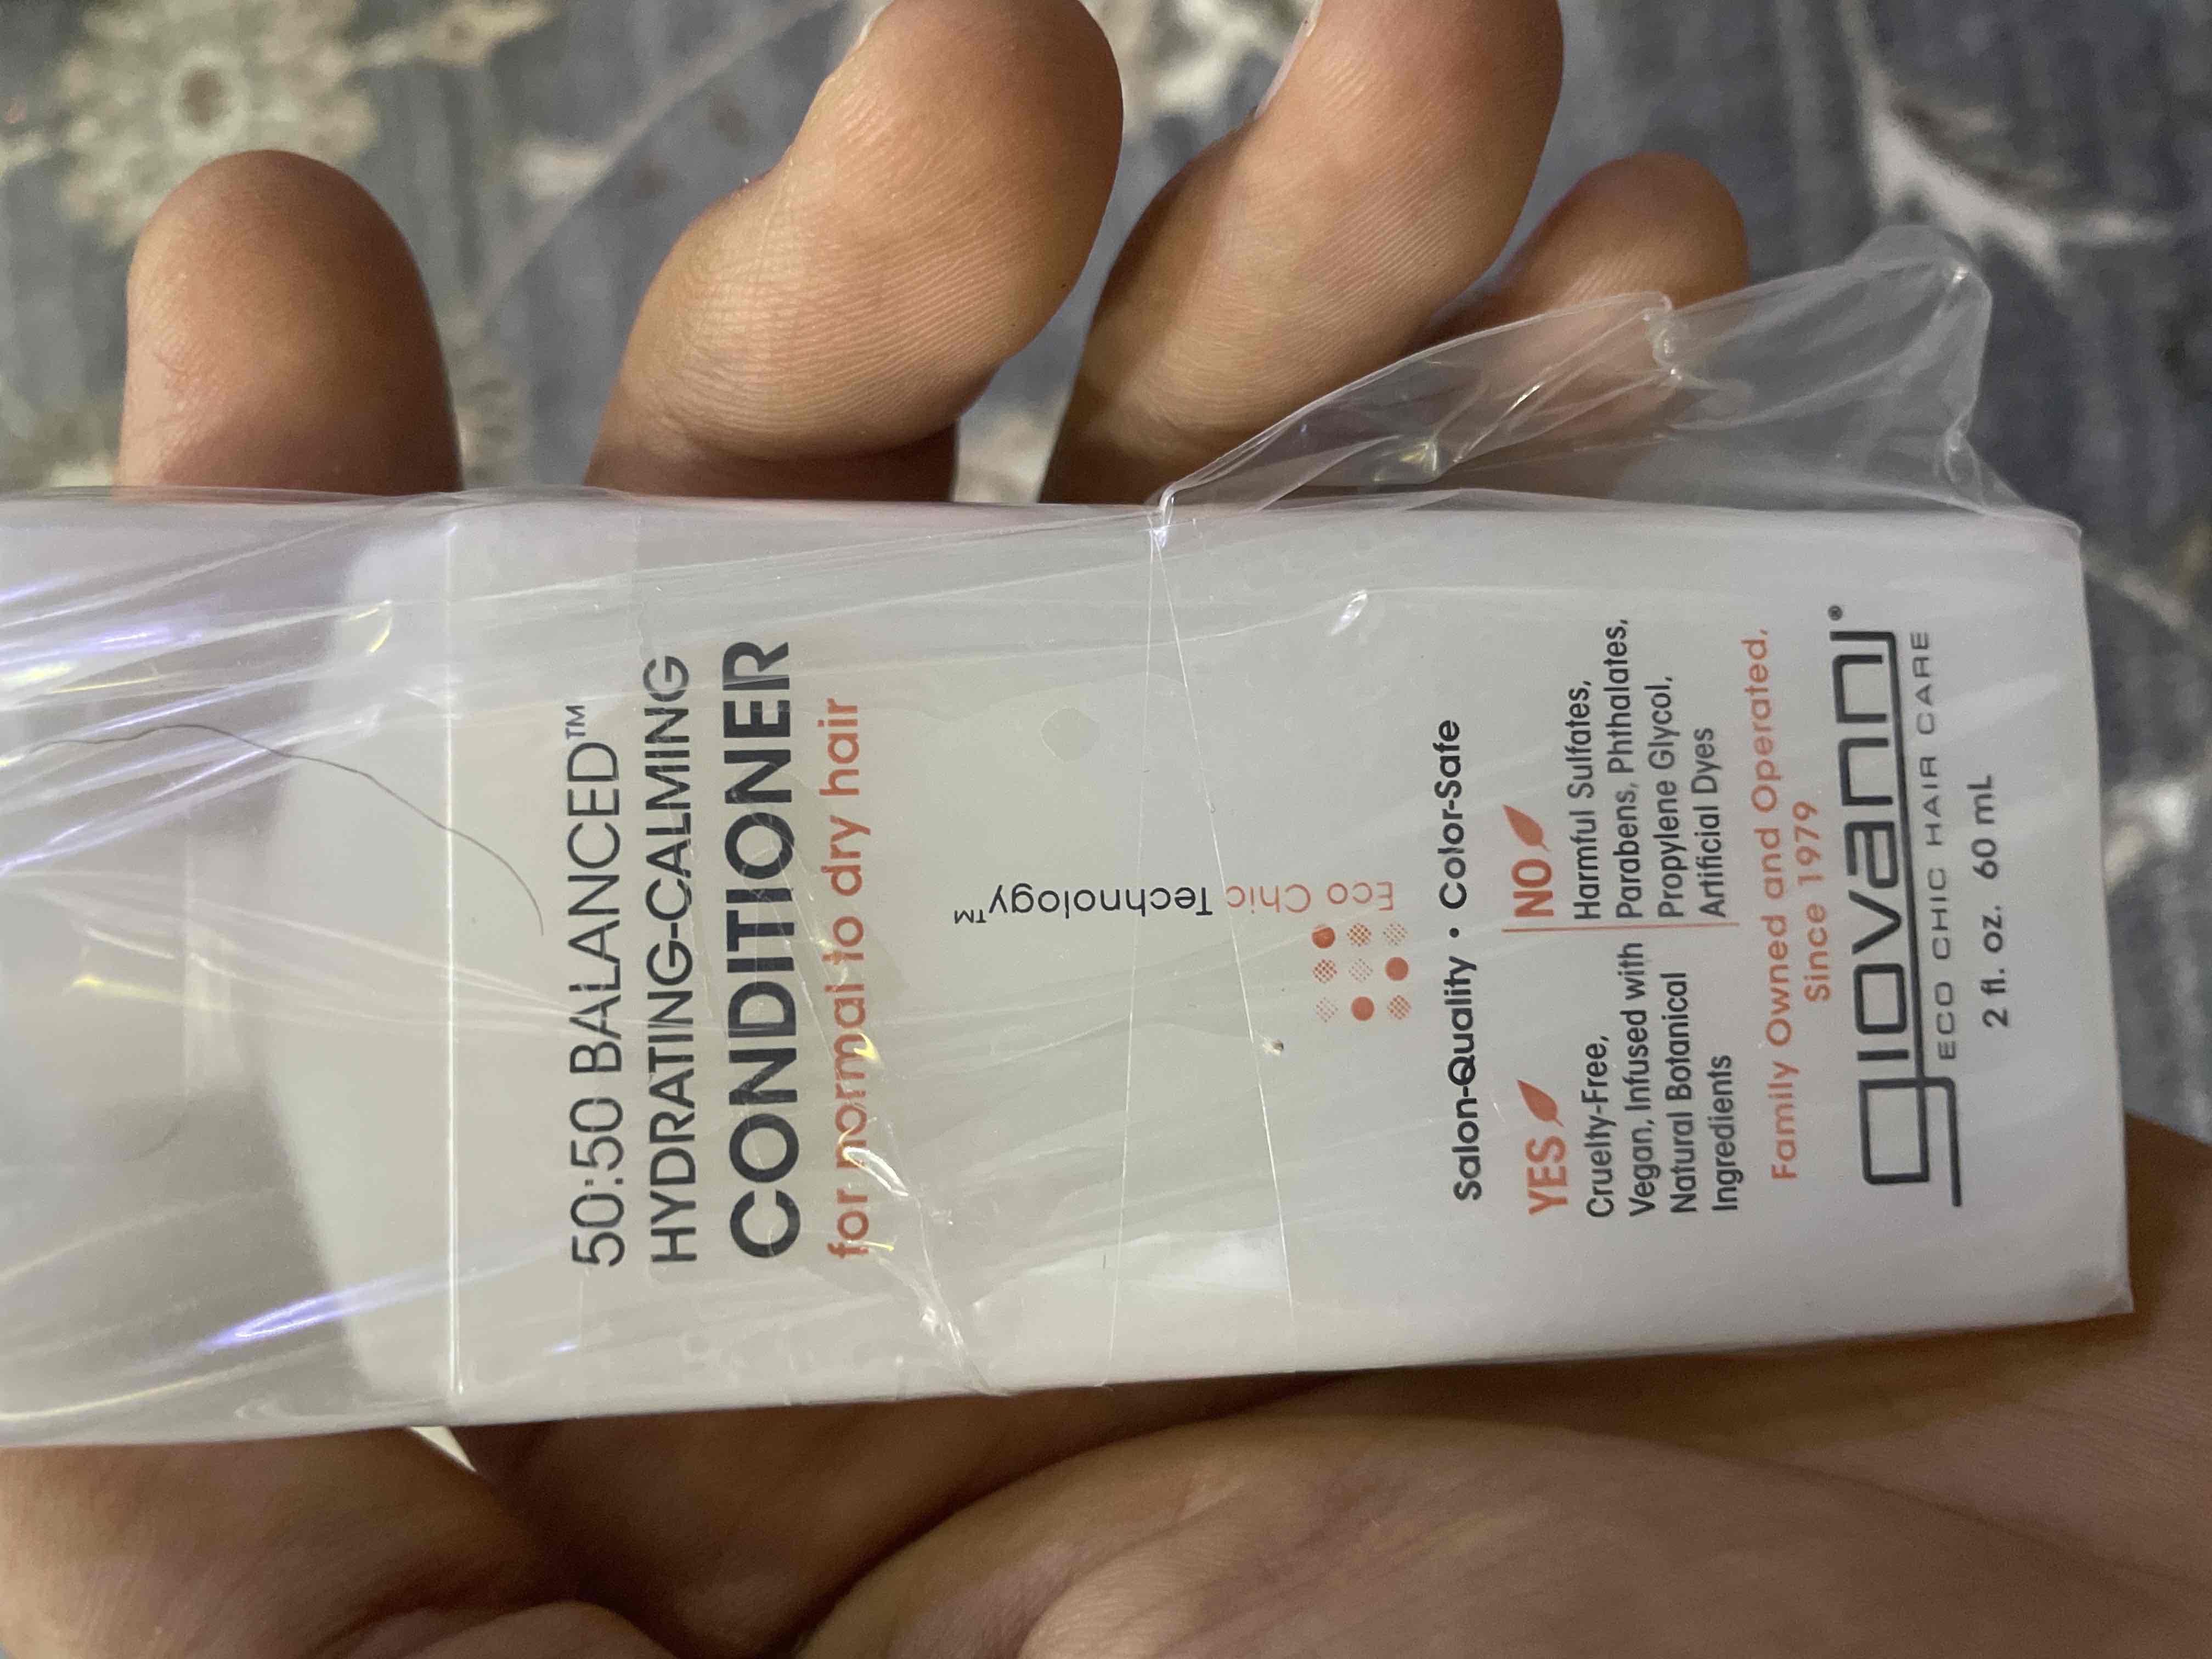 50:50 BALANCED™
HYDRATING-CALMING
CONDITIONER
for normal to dry hair
Eco Chic Technology™
Salon-Quality • Color-Safe
YES
Cruelty-Free,
Vegan, Infused with
Natural Botanical
Ingredients
NO
Harmful Sulfates,
Parabens, Phthalates,
Propylene Glycol,
Artificial Dyes
Family Owned and Operated,
Since 1979
giovanni®
ECO CHIC HAIR CARE
2 fl. oz. 60 mL